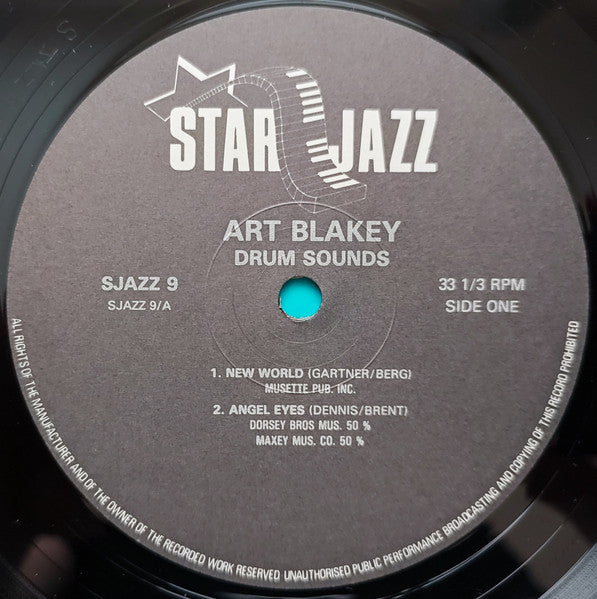 STAR JAZZ
ART BLAKEY
DRUM SOUNDS
SJAZZ 9
SJAZZ 9/A
33 1/3 RPM
SIDE ONE
1. NEW WORLD (GARTNER/BERG)
MUSETTE PUB. INC.
2. ANGEL EYES (DENNIS/BRENT)
DORSEY BROS MUS. 50 %
MAXEY MUS. CO. 50 %
ALL RIGHTS OF THE MANUFACTURER AND OF THE OWNER OF THE RECORDED WORK RESERVED UNAUTHORISED PUBLIC PERFORMANCE BROADCASTING AND COPYING OF THIS RECORD PROHIBITED